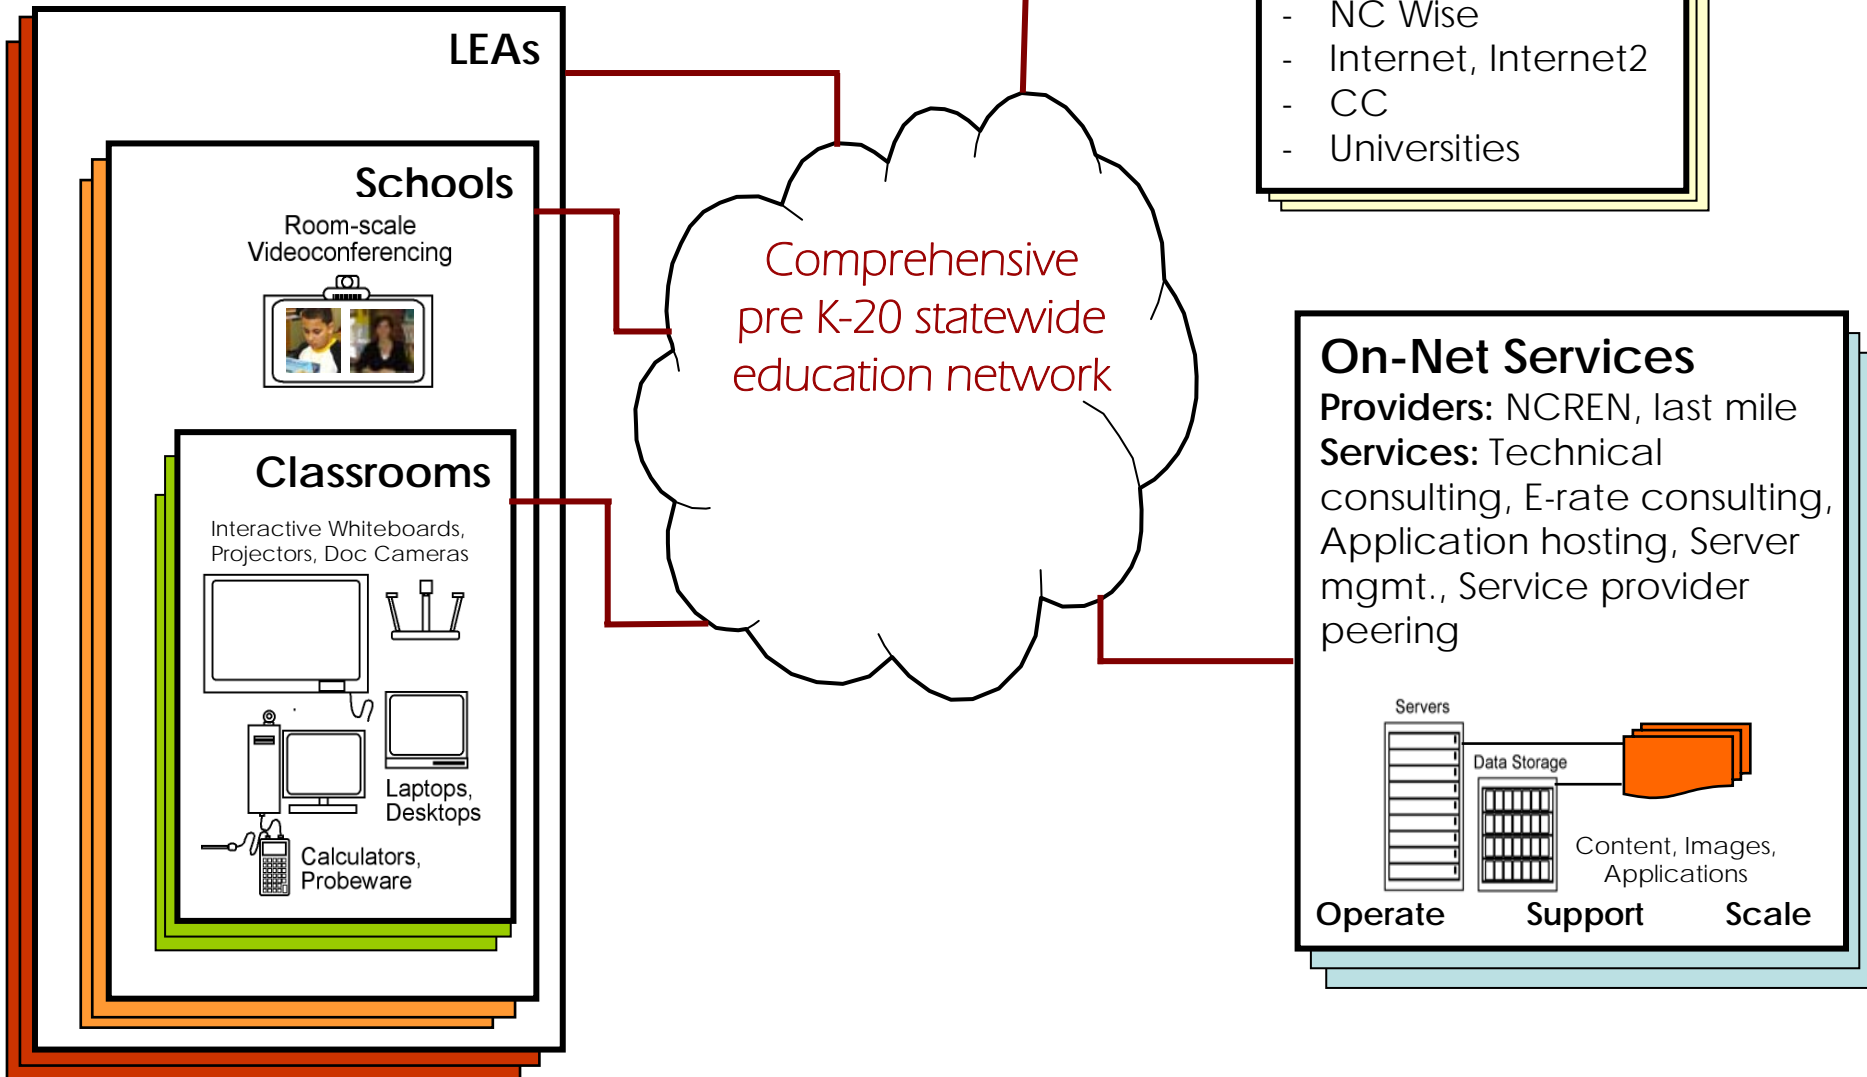 LEAs
Schools
Room-scale
Videoconferencing
Classrooms
Interactive Whiteboards,
Projectors, Doc Cameras
Laptops,
Desktops
Calculators,
Probeware
Comprehensive
pre K-20 statewide
education network
- NC Wise
- Internet, Internet2
- CC
- Universities
On-Net Services
Providers: NCREN, last mile
Services: Technical
consulting, E-rate consulting,
Application hosting, Server
mgmt., Service provider
peering
Servers
Data Storage
Content, Images,
Applications
Operate Support Scale